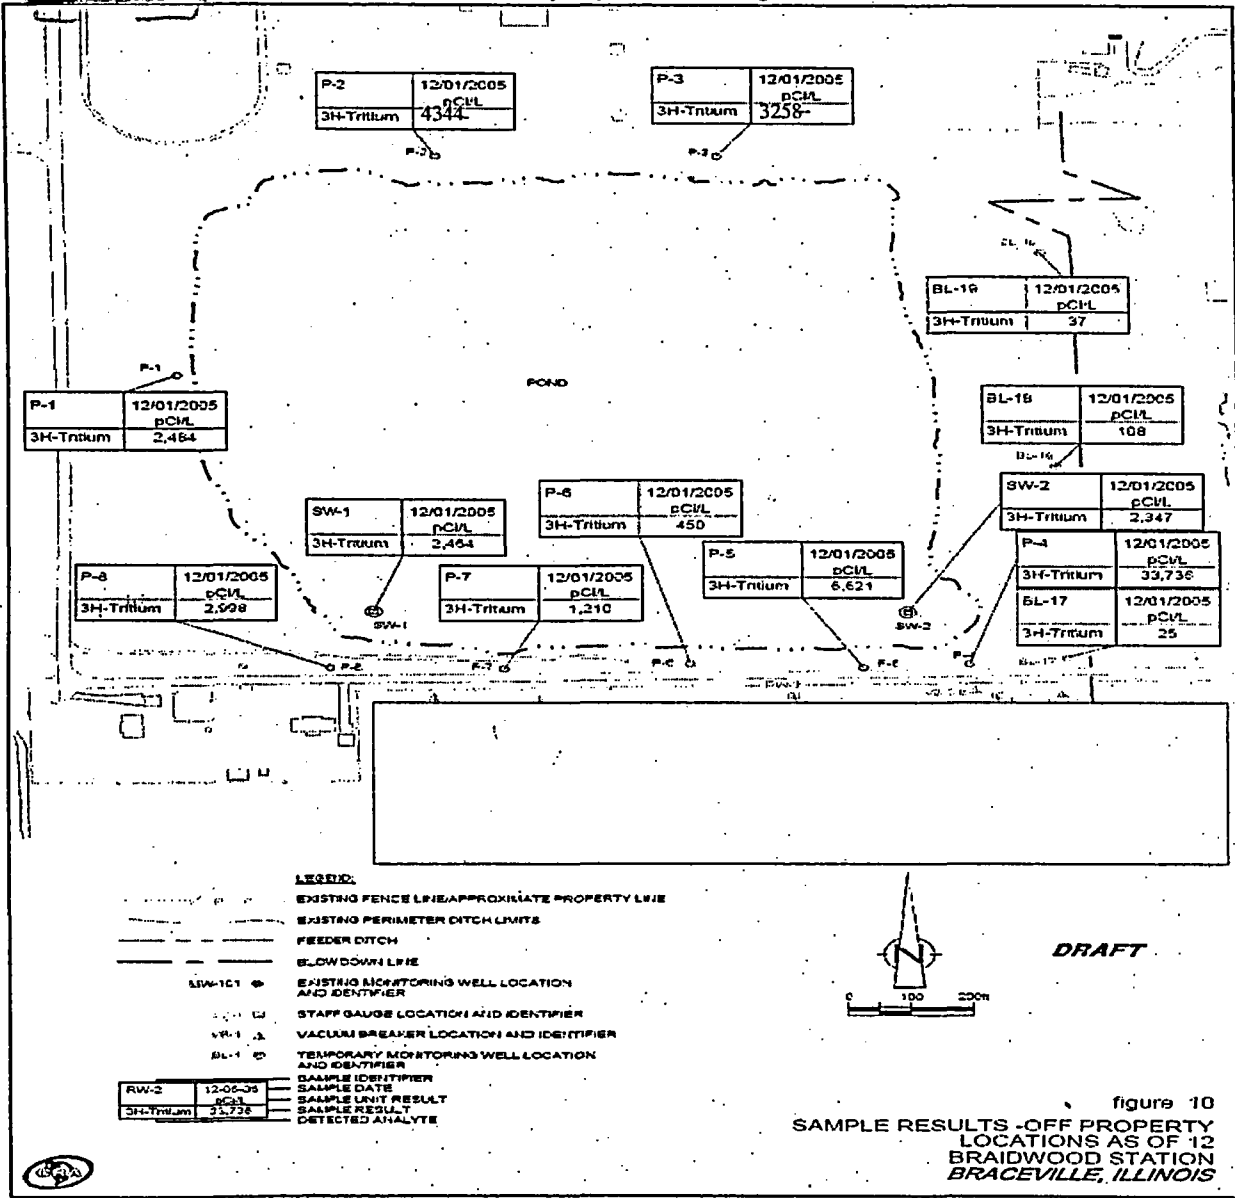 P-2 12/01/2005
pCi/L
3H-Tritium 4344
P-3 12/01/2005
pCi/L
3H-Tritium 3258
BL-19 12/01/2005
pCi/L
3H-Tritium 37
P-1
POND
P-1 12/01/2005
pCi/L
3H-Tritium 2,484
BL-18 12/01/2005
pCi/L
3H-Tritium 108
SW-1 12/01/2005
pCi/L
3H-Tritium 2,464
P-6 12/01/2005
pCi/L
3H-Tritium 450
SW-2 12/01/2005
pCi/L
3H-Tritium 2,347
P-8 12/01/2005
pCi/L
3H-Tritium 2,998
P-7 12/01/2005
pCi/L
3H-Tritium 1,210
P-5 12/01/2005
pCi/L
3H-Tritium 6,621
P-4 12/01/2005
pCi/L
3H-Tritium 33,736
BL-17 12/01/2005
pCi/L
3H-Tritium 25
SW-1
SW-2
P-7
LEGEND:
EXISTING FENCE LINE/APPROXIMATE PROPERTY LINE
EXISTING PERIMETER DITCH LIMITS
FEEDER DITCH
BLOWDOWN LINE
EXISTING MONITORING WELL LOCATION
AND IDENTIFIER
STAFF GAUGE LOCATION AND IDENTIFIER
VACUUM BREAKER LOCATION AND IDENTIFIER
BL-1 TEMPORARY MONITORING WELL LOCATION
AND IDENTIFIER
SAMPLE IDENTIFIER
RW-2 SAMPLE DATE
pCi/L SAMPLE UNIT RESULT
3H-Tritium SAMPLE RESULT
DETECTED ANALYTE
N
0 100 200ft
DRAFT
figure 10
SAMPLE RESULTS -OFF PROPERTY
LOCATIONS AS OF 12
BRAIDWOOD STATION
BRACEVILLE, ILLINOIS